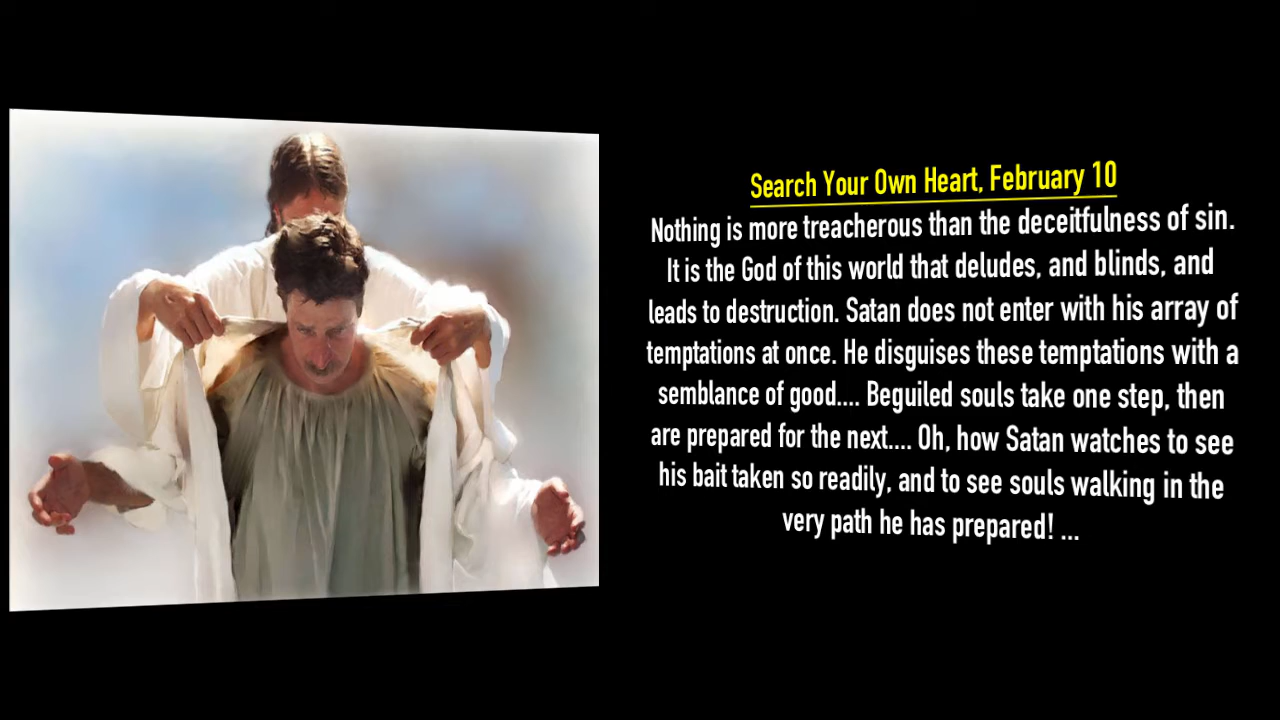 Search Your Own Heart, February 10
Nothing is more treacherous than the deceitfulness of sin.
It is the God of this world that deludes, and blinds, and
leads to destruction. Satan does not enter with his array of
temptations at once. He disguises these temptations with a
semblance of good.... Beguiled souls take one step, then
are prepared for the next.... Oh, how Satan watches to see
his bait taken so readily, and to see souls walking in the
very path he has prepared! ...